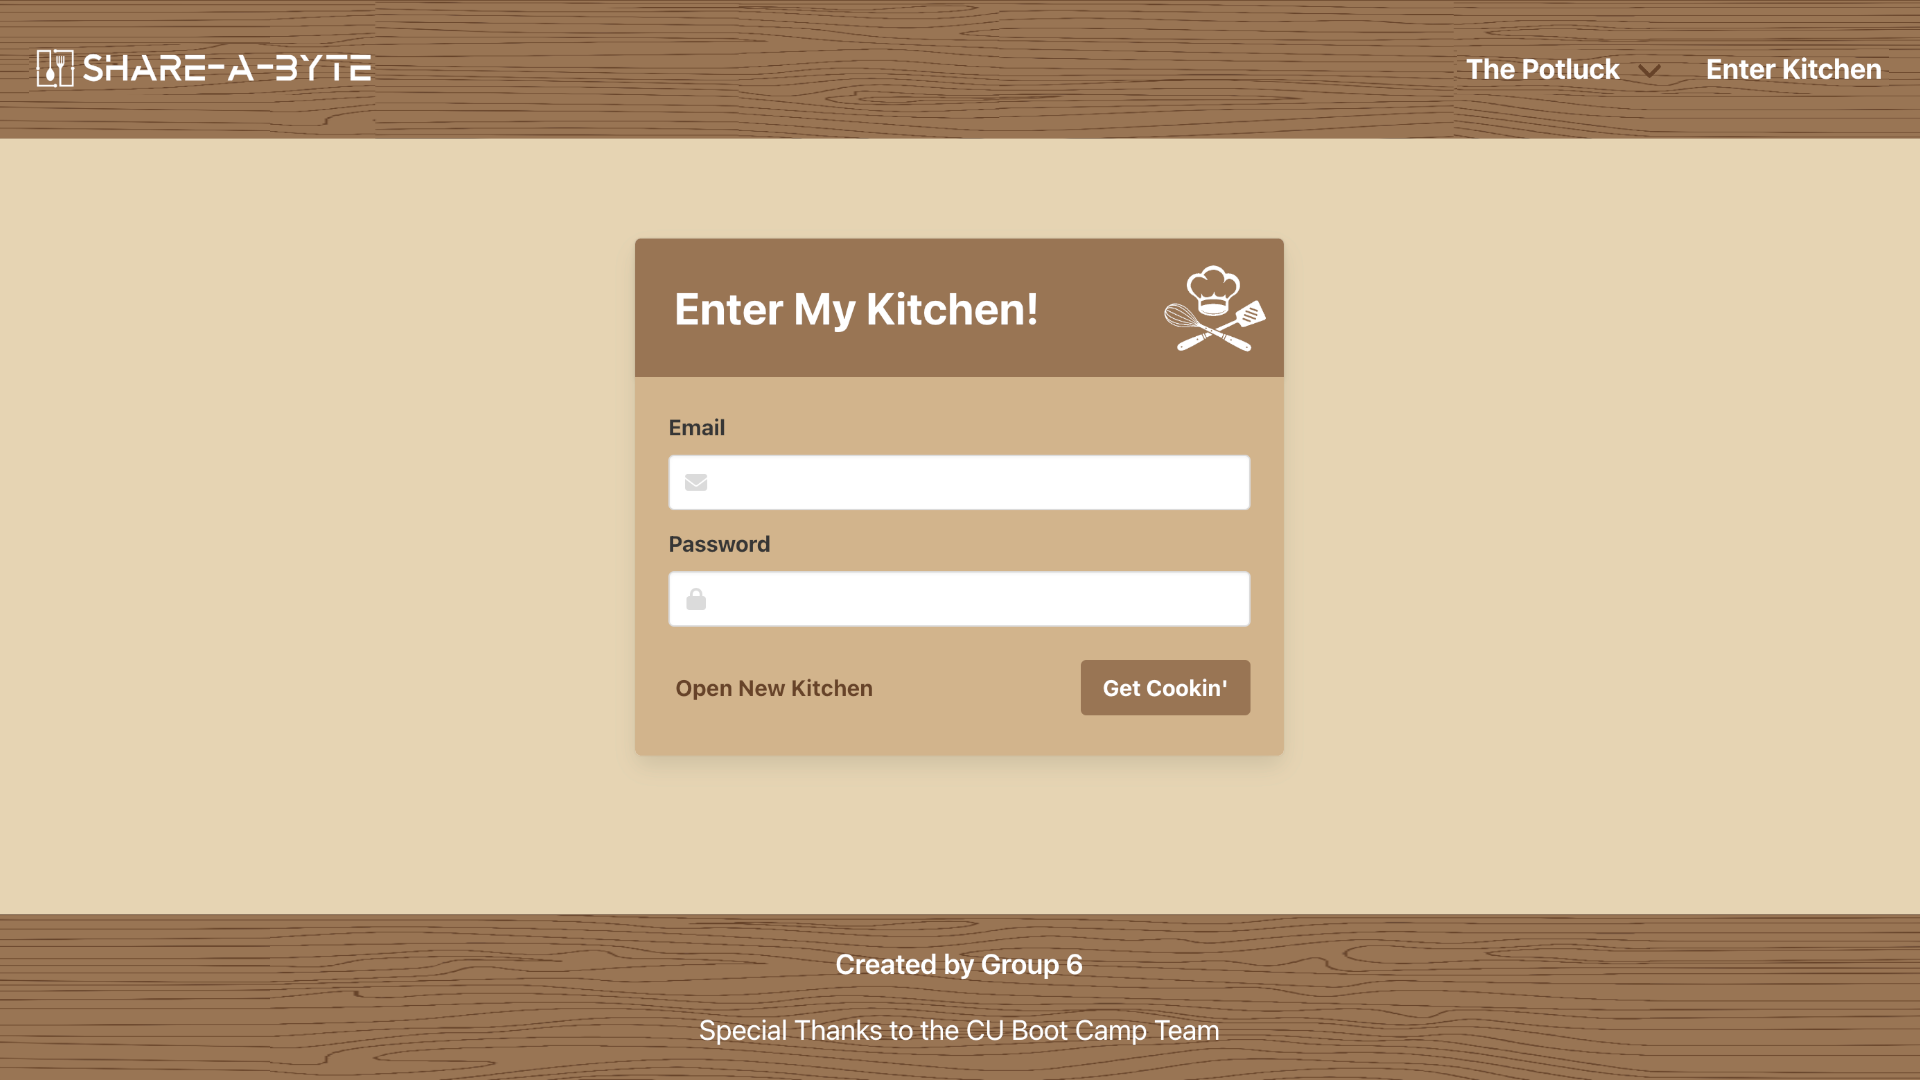 SHARE-A-BYTE
The Potluck
Enter Kitchen
Enter My Kitchen!
Email
Password
Open New Kitchen
Get Cookin'
Created by Group 6
Special Thanks to the CU Boot Camp Team